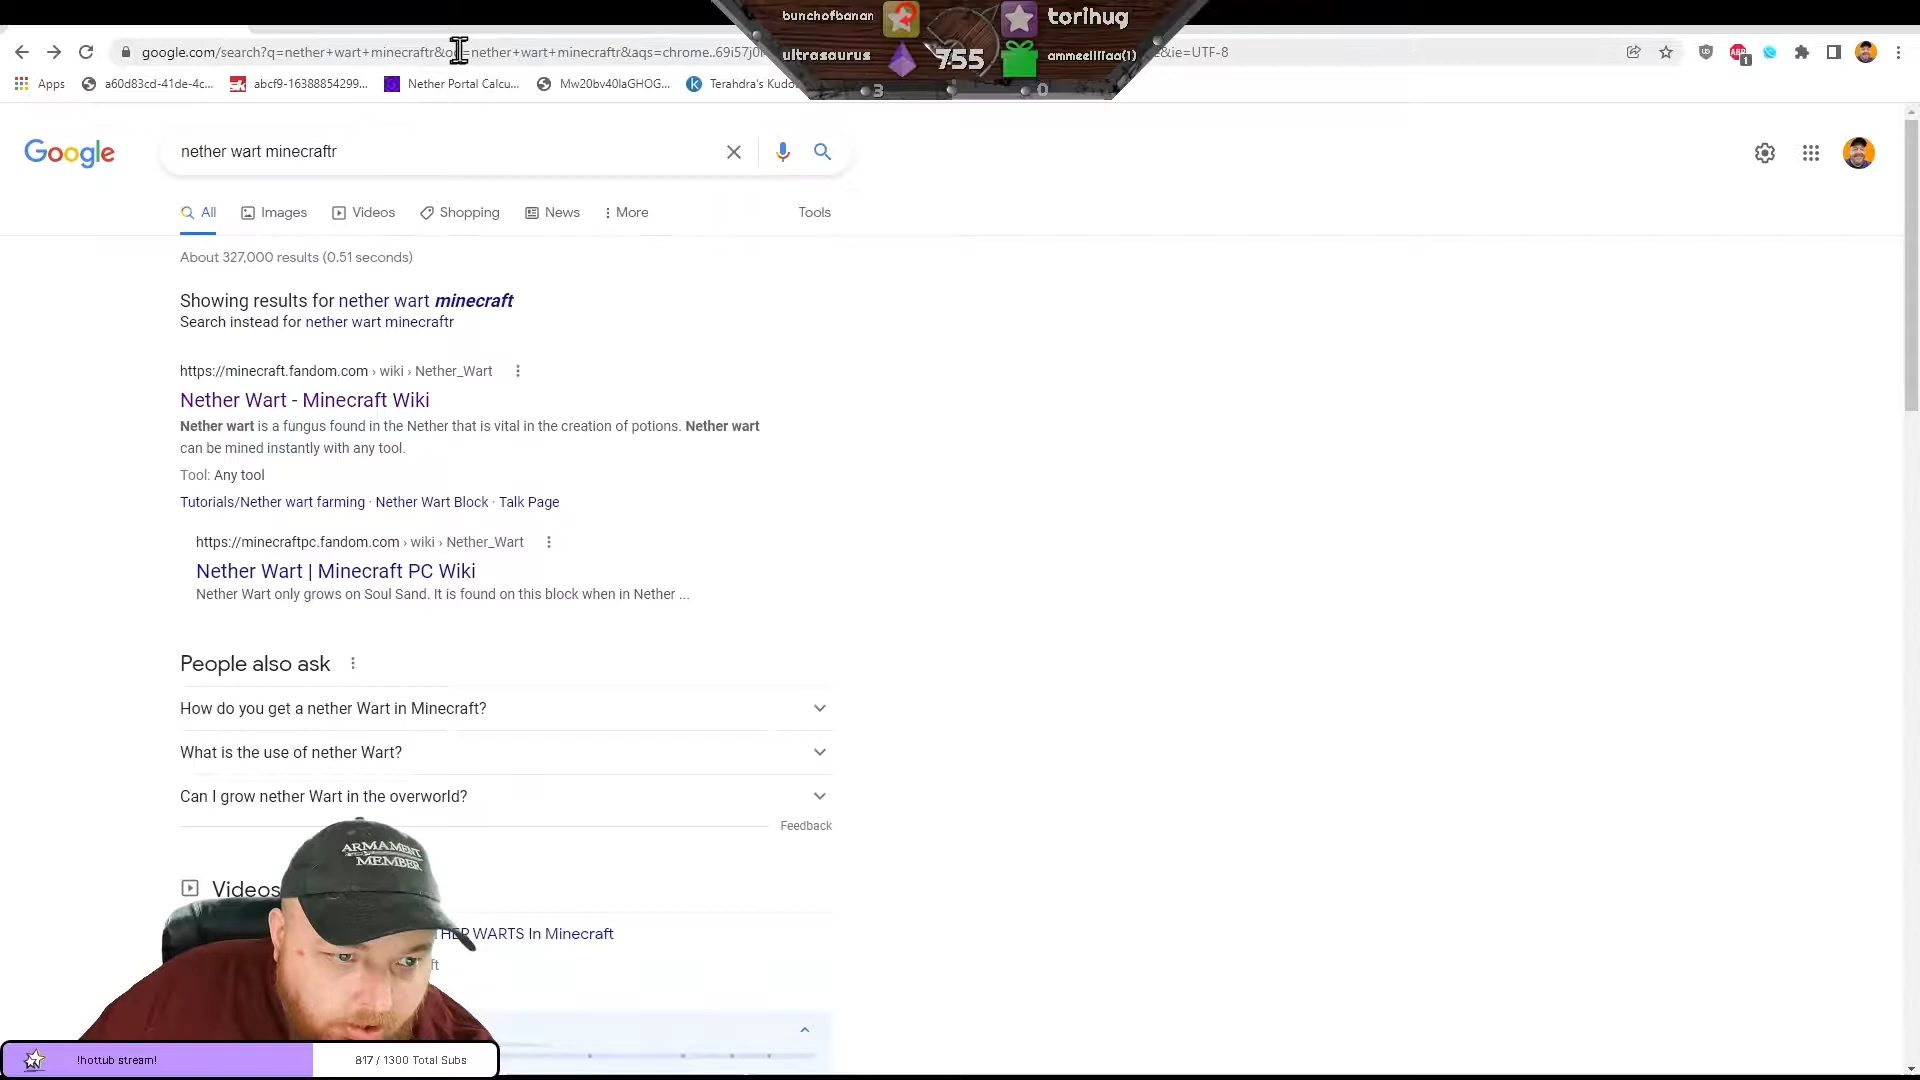 bunchofbanan
torihug
ultrasaurus
755
ammeelllfaa(1)
3
0
google.com/search?q=nether+wart+minecraftr&oq=nether+wart+minecraftr&aqs=chrome..69i57j0i
&ie=UTF-8
Apps
a60d83cd-41de-4c...
abcf9-16388854299...
Nether Portal Calcu...
Mw20bv40laGHOG...
Terahdra's Kudo
Google
nether wart minecraftr
All
Images
Videos
Shopping
News
More
Tools
About 327,000 results (0.51 seconds)
Showing results for nether wart minecraft
Search instead for nether wart minecraftr
https://minecraft.fandom.com › wiki › Nether_Wart
Nether Wart - Minecraft Wiki
Nether wart is a fungus found in the Nether that is vital in the creation of potions. Nether wart
can be mined instantly with any tool.
Tool: Any tool
Tutorials/Nether wart farming · Nether Wart Block · Talk Page
https://minecraftpc.fandom.com › wiki › Nether_Wart
Nether Wart | Minecraft PC Wiki
Nether Wart only grows on Soul Sand. It is found on this block when in Nether ...
People also ask
How do you get a nether Wart in Minecraft?
What is the use of nether Wart?
Can I grow nether Wart in the overworld?
Feedback
ARMAMENT
MEMBER
Videos
THER WARTS In Minecraft
ft
!hottub stream!
817 / 1300 Total Subs